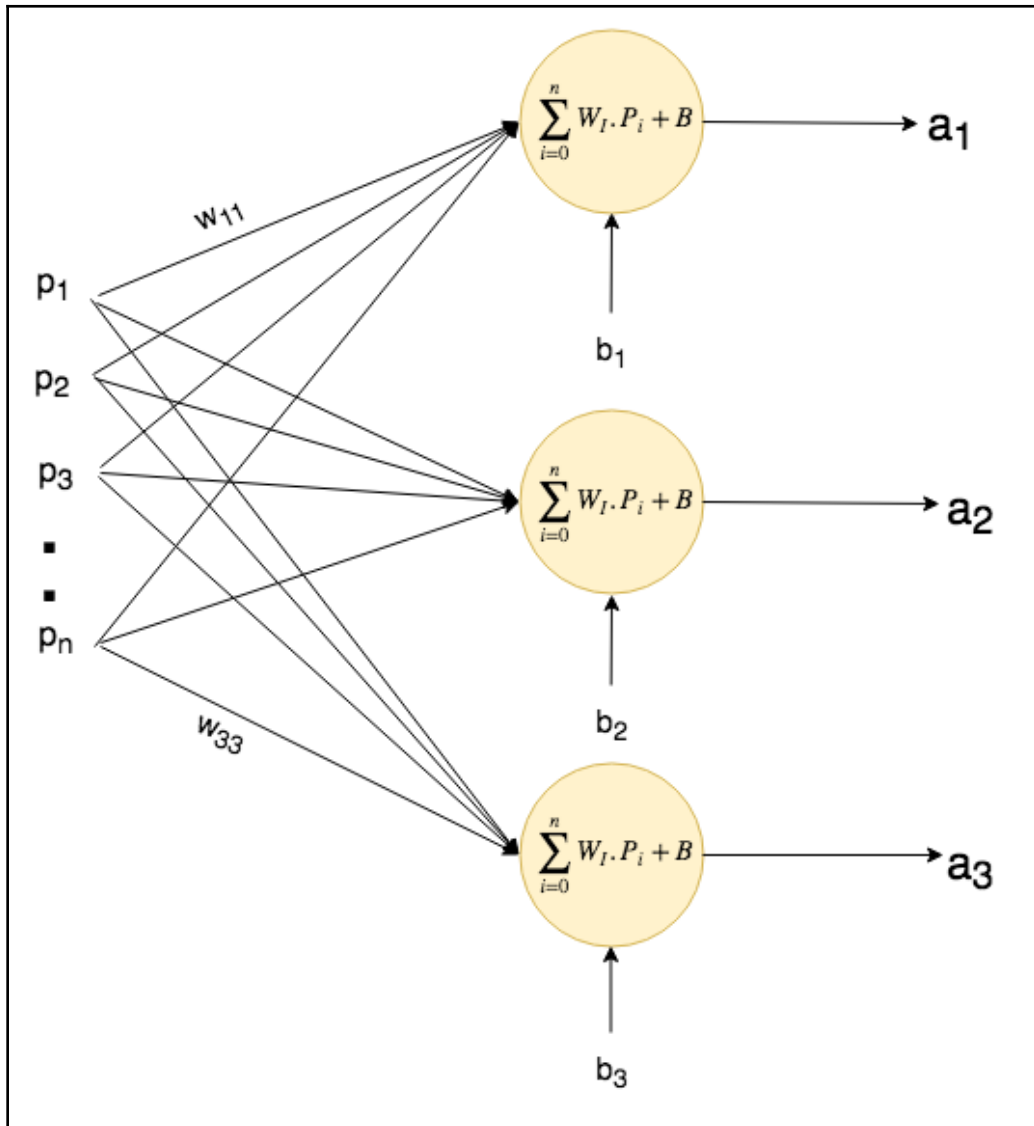 n
∑ W_I . P_i + B
i=0
a₁
w₁₁
p₁
b₁
p₂
p₃
n
∑ W_I . P_i + B
i=0
a₂
pₙ
w₃₃
b₂
n
∑ W_I . P_i + B
i=0
a₃
b₃